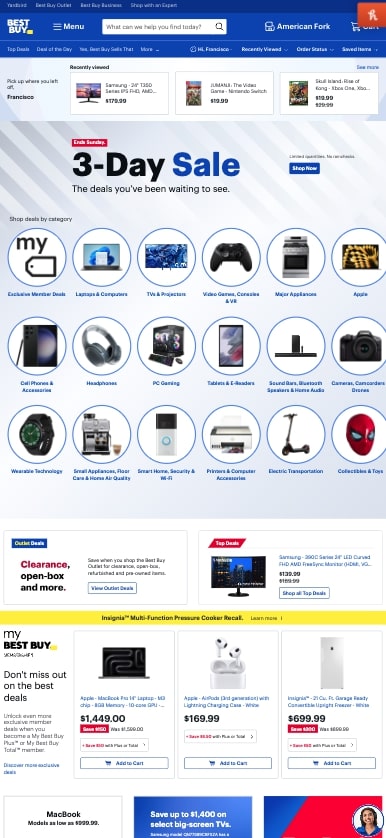 Yardbird Best Buy Outlet Best Buy Business Shop with an Expert
BEST BUY
Menu
What can we help you find today?
American Fork
Cart
Top Deals Deal of the Day Yes, Best Buy Sells That More
Hi, Francisco Recently Viewed Order Status Saved Items
Pick up where you left off,
Francisco
Recently viewed
See more
Samsung - 24" T35D Series IPS FHD, AMD...
$179.99
JUMANJI: The Video Game - Nintendo Switch
$19.99
Skull Island: Rise of Kong - Xbox One, Xbo...
$19.99
$29.99
Ends Sunday.
3-Day Sale
The deals you've been waiting to see.
Limited quantities. No rainchecks.
Shop Now
Shop deals by category
my
Exclusive Member Deals
Laptops & Computers
TVs & Projectors
Video Games, Consoles & VR
Major Appliances
Apple
Cell Phones & Accessories
Headphones
PC Gaming
Tablets & E-Readers
Sound Bars, Bluetooth Speakers & Home Audio
Cameras, Camcorders Drones
Wearable Technology
Small Appliances, Floor Care & Home Air Quality
Smart Home, Security & Wi-Fi
Printers & Computer Accessories
Electric Transportation
Collectibles & Toys
Outlet Deals
Clearance,
open-box
and more.
Save when you shop the Best Buy
Outlet for clearance, open-box,
refurbished and pre-owned items.
View Outlet Deals
Top Deals
Samsung - 390C Series 24" LED Curved
FHD AMD FreeSync Monitor (HDMI, VG...
$139.99
$169.99
Shop all Top Deals
Insignia™ Multi-Function Pressure Cooker Recall. Learn more
my
BEST BUY
MEMBERSHIPS
Don't miss out
on the best
deals
Unlock even more
exclusive member
deals when you
become a My Best Buy
Plus™ or My Best Buy
Total™ member.
Discover more exclusive
deals
Apple - MacBook Pro 14" Laptop - M3
chip - 8GB Memory - 10-core GPU -...
$1,449.00
Save $150 Was $1,599.00
+ Save $50 with Plus or Total
Add to Cart
Apple - AirPods (3rd generation) with
Lightning Charging Case - White
$169.99
with Plus or Total
Add to Cart
Insignia™ - 21 Cu. Ft. Garage Ready
Convertible Upright Freezer - White
$699.99
Save $200 Was $899.99
+ Save $50 with Plus or Total
Add to Cart
MacBook
Models as low as $999.99.
Save up to $1,400 on
select big-screen TVs.